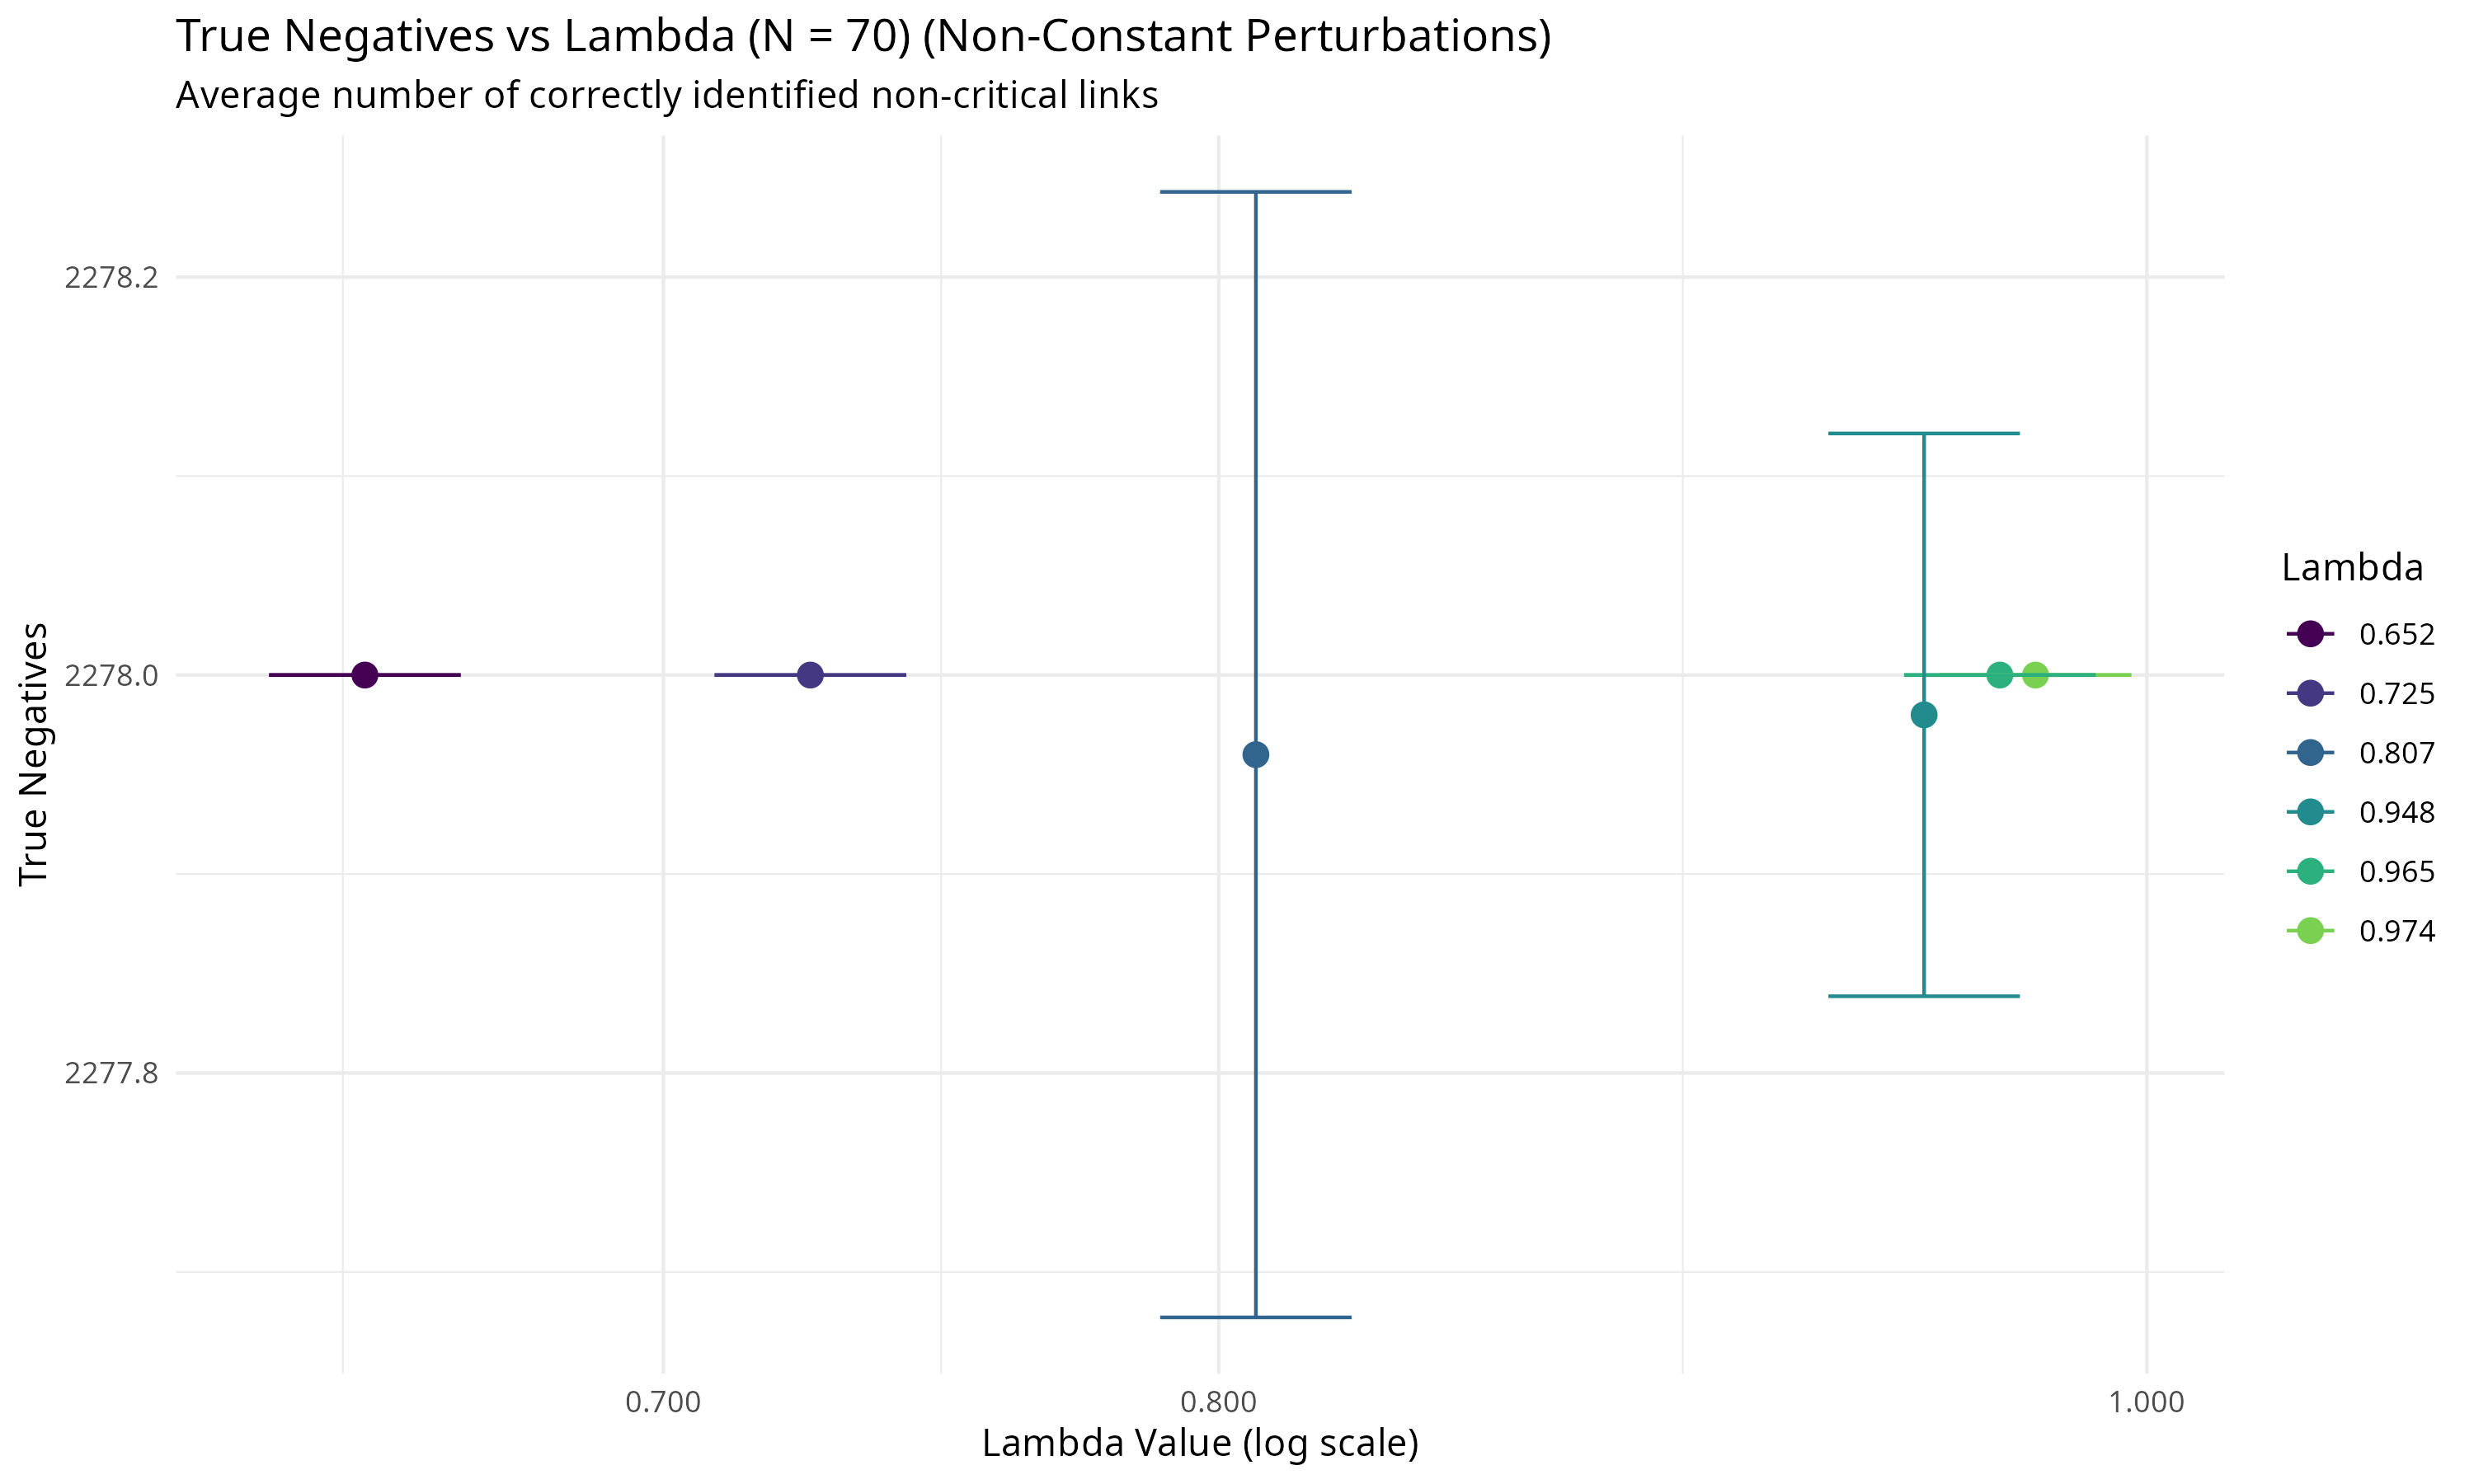 True Negatives vs Lambda (N = 70) (Non-Constant Perturbations)
Average number of correctly identified non-critical links
True Negatives
2278.2
2278.0
2277.8
0.700
0.800
1.000
Lambda Value (log scale)
Lambda
0.652
0.725
0.807
0.948
0.965
0.974